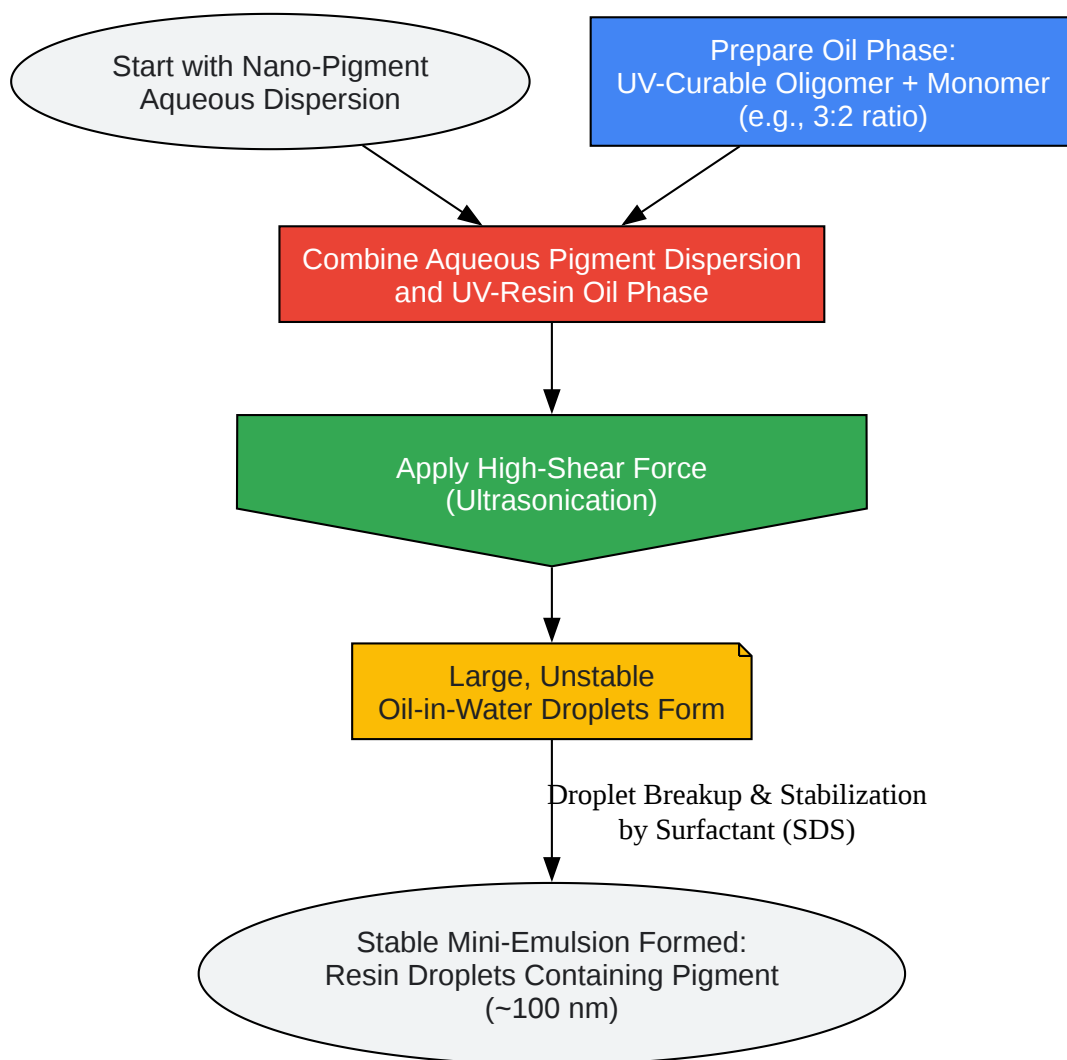 Start with Nano-Pigment
Aqueous Dispersion
Prepare Oil Phase:
UV-Curable Oligomer + Monomer
(e.g., 3:2 ratio)
Combine Aqueous Pigment Dispersion
and UV-Resin Oil Phase
Apply High-Shear Force
(Ultrasonication)
Large, Unstable
Oil-in-Water Droplets Form
Droplet Breakup & Stabilization
by Surfactant (SDS)
Stable Mini-Emulsion Formed:
Resin Droplets Containing Pigment
(~100 nm)